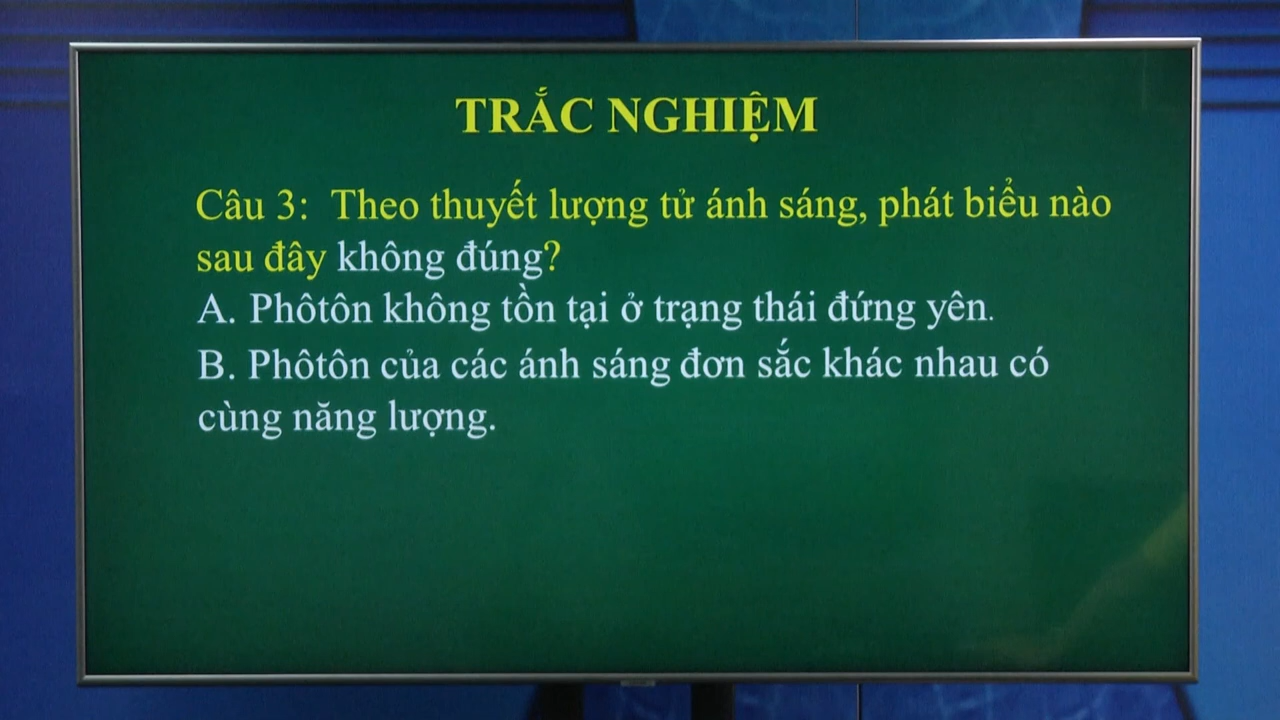 TRẮC NGHIỆM
Câu 3: Theo thuyết lượng tử ánh sáng, phát biểu nào
sau đây không đúng?
A. Phôtôn không tồn tại ở trạng thái đứng yên.
B. Phôtôn của các ánh sáng đơn sắc khác nhau có
cùng năng lượng.